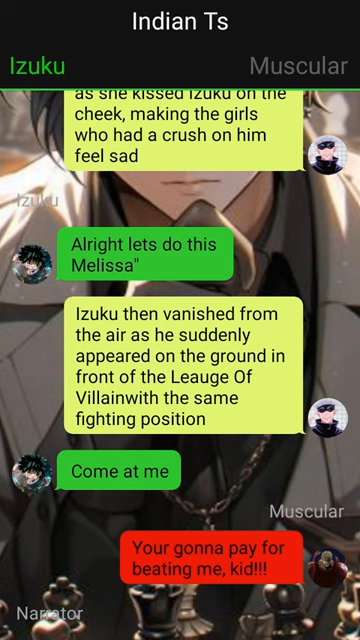 Indian Ts
Izuku
Muscular
as she kissed Izuku on the
cheek, making the girls
who had a crush on him
feel sad
Izuku
Alright lets do this
Melissa"
Izuku then vanished from
the air as he suddenly
appeared on the ground in
front of the Leauge Of
Villainwith the same
fighting position
Come at me
Muscular
Your gonna pay for
beating me, kid!!!
Narrator